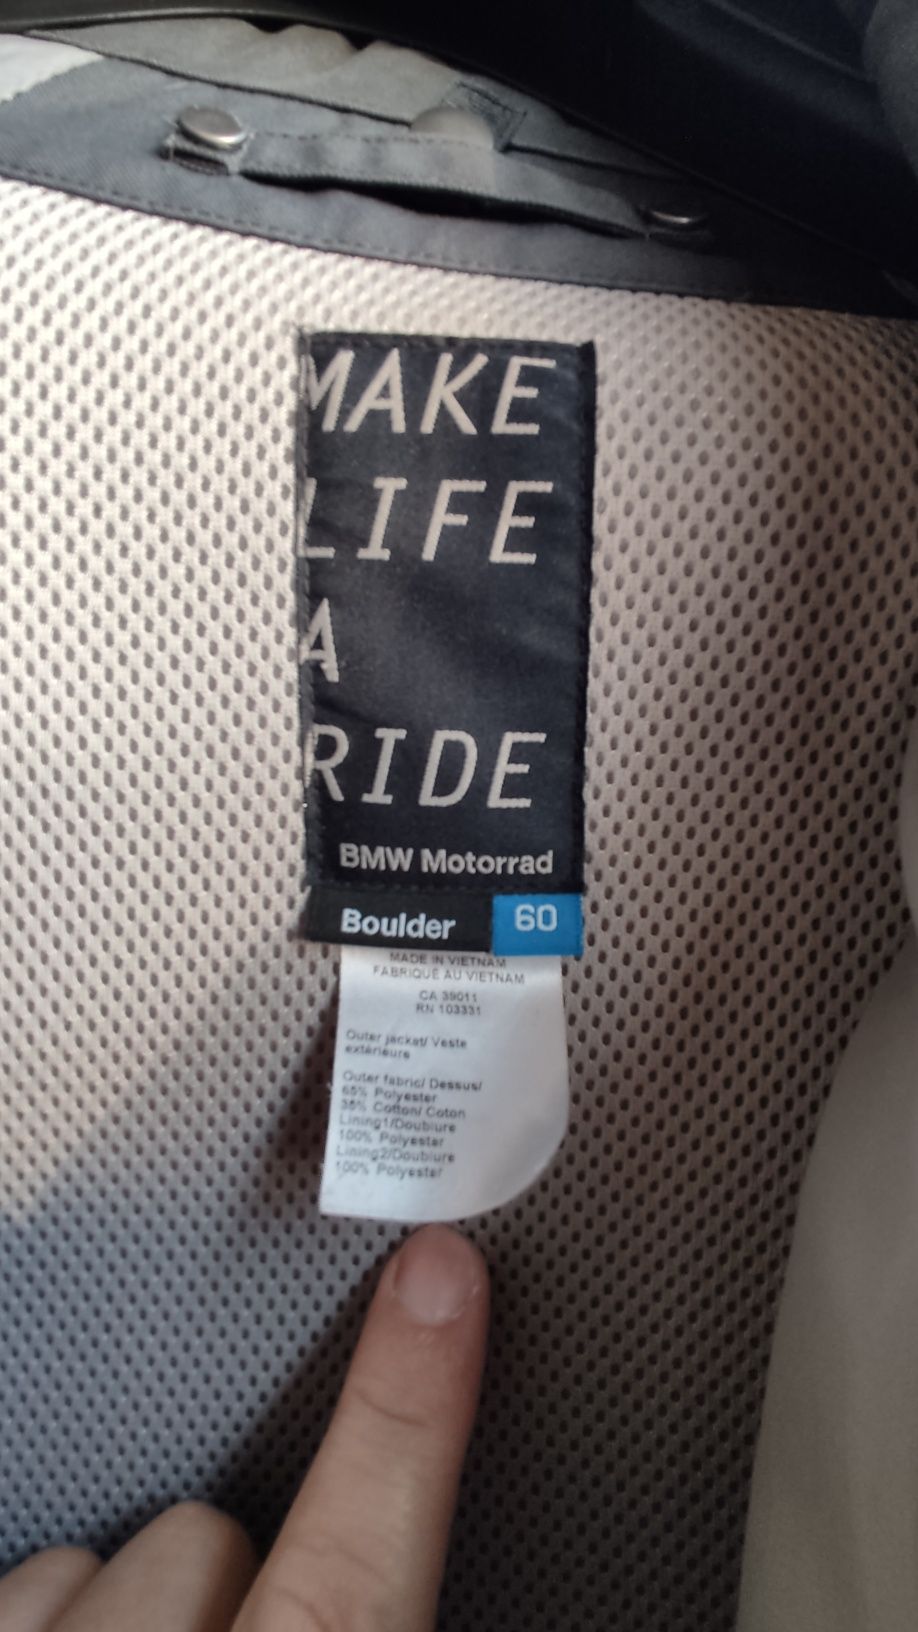 MAKE
LIFE
A
RIDE
BMW Motorrad
Boulder 60
MADE IN VIETNAM
FABRIQUÉ AU VIETNAM
CA 39011
RN 103331
Outer jacket/ Veste
extérieure
Outer fabric/ Dessus/
65% Polyester
35% Cotton/ Coton
Lining1/Doublure
100% Polyester
Lining2/Doublure
100% Polyester